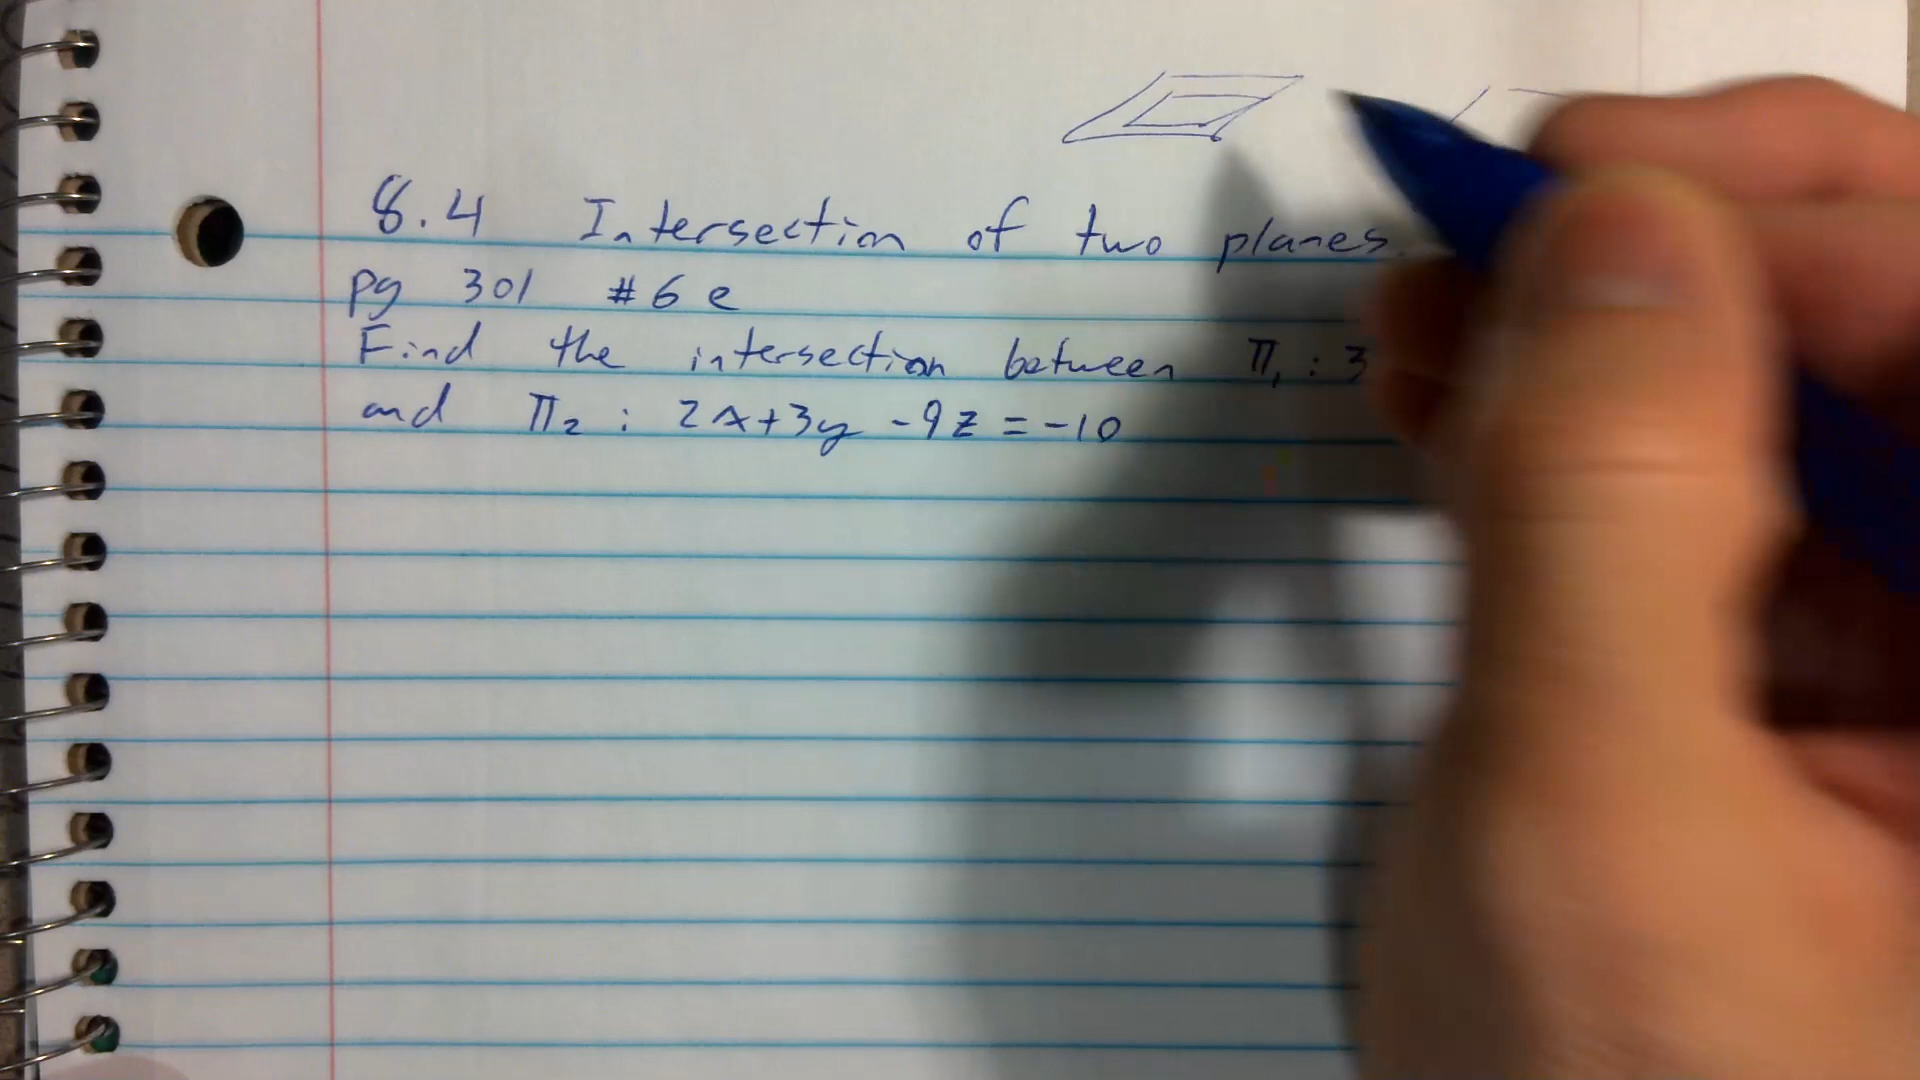 8.4 Intersection of two planes.
pg 301 #6 e
Find the intersection between π₁ : 3
and π₂ : 2x+3y -9z = -10